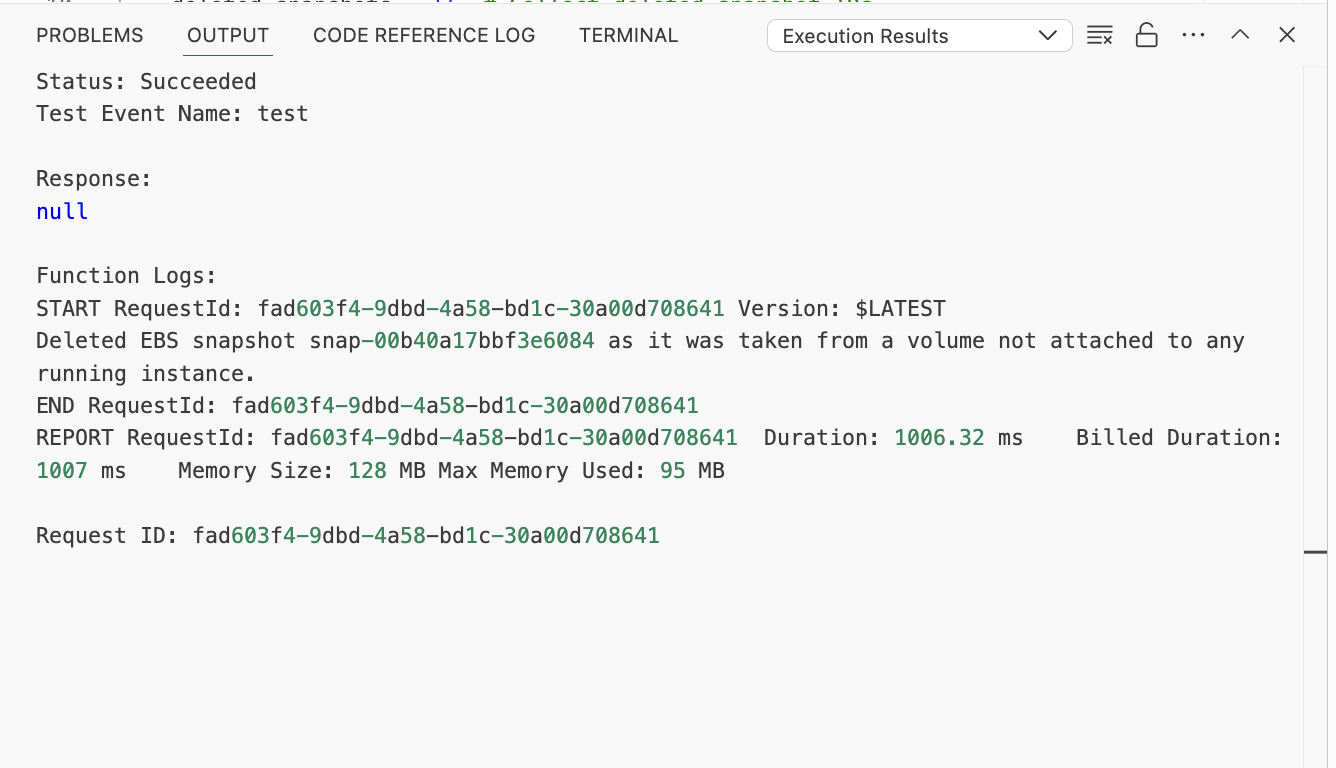 PROBLEMS OUTPUT CODE REFERENCE LOG TERMINAL Execution Results
Status: Succeeded
Test Event Name: test
Response:
null
Function Logs:
START RequestId: fad603f4-9dbd-4a58-bd1c-30a00d708641 Version: $LATEST
Deleted EBS snapshot snap-00b40a17bbf3e6084 as it was taken from a volume not attached to any
running instance.
END RequestId: fad603f4-9dbd-4a58-bd1c-30a00d708641
REPORT RequestId: fad603f4-9dbd-4a58-bd1c-30a00d708641 Duration: 1006.32 ms Billed Duration:
1007 ms Memory Size: 128 MB Max Memory Used: 95 MB
Request ID: fad603f4-9dbd-4a58-bd1c-30a00d708641